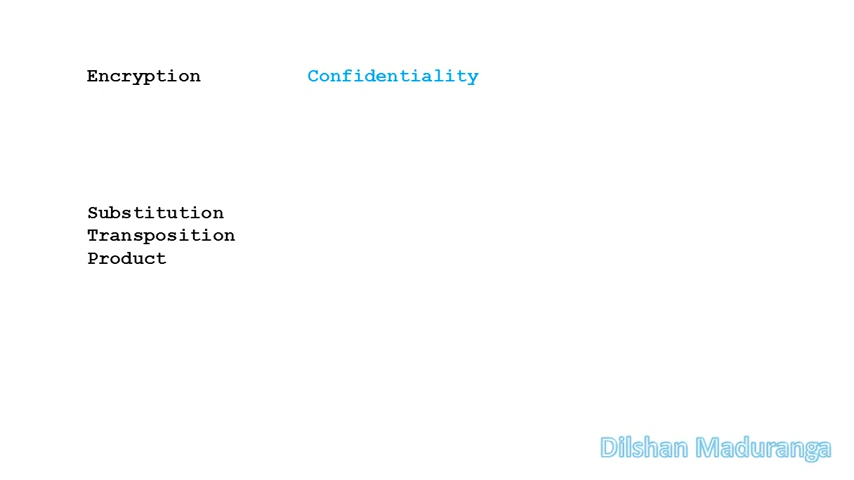 Encryption Confidentiality
Substitution
Transposition
Product
Dilshan Maduranga